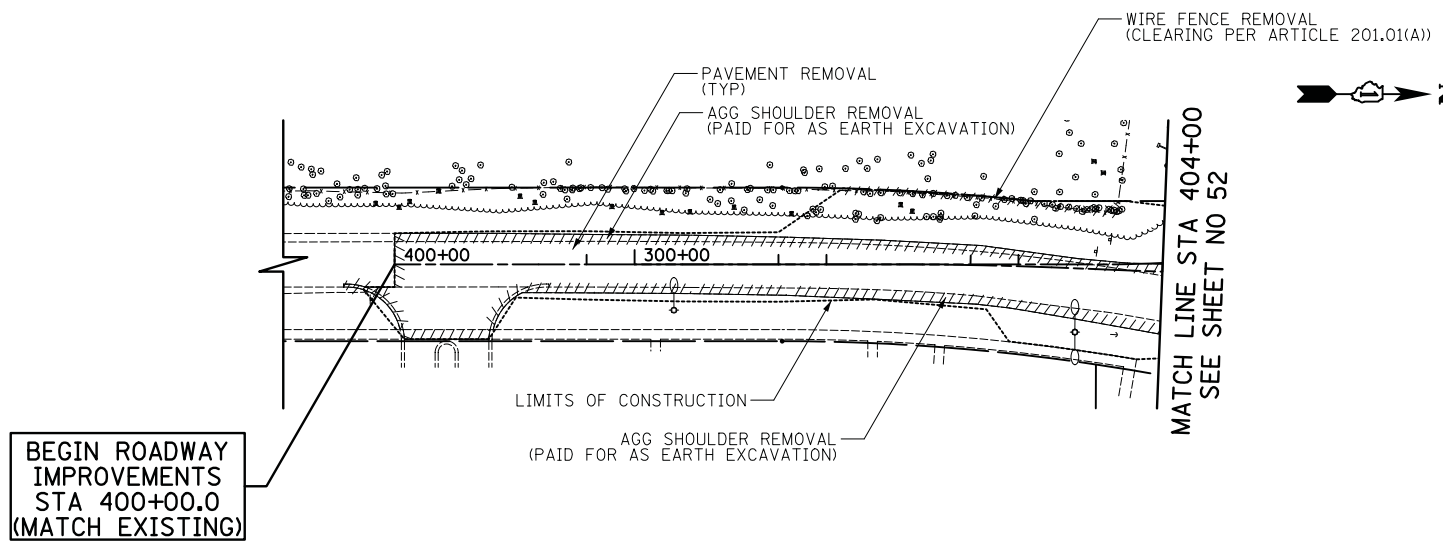 WIRE FENCE REMOVAL
(CLEARING PER ARTICLE 201.01(A))
PAVEMENT REMOVAL
(TYP)
AGG SHOULDER REMOVAL
(PAID FOR AS EARTH EXCAVATION)
400+00
300+00
MATCH LINE STA 404+00
SEE SHEET NO 52
LIMITS OF CONSTRUCTION
AGG SHOULDER REMOVAL
(PAID FOR AS EARTH EXCAVATION)
BEGIN ROADWAY
IMPROVEMENTS
STA 400+00.0
(MATCH EXISTING)